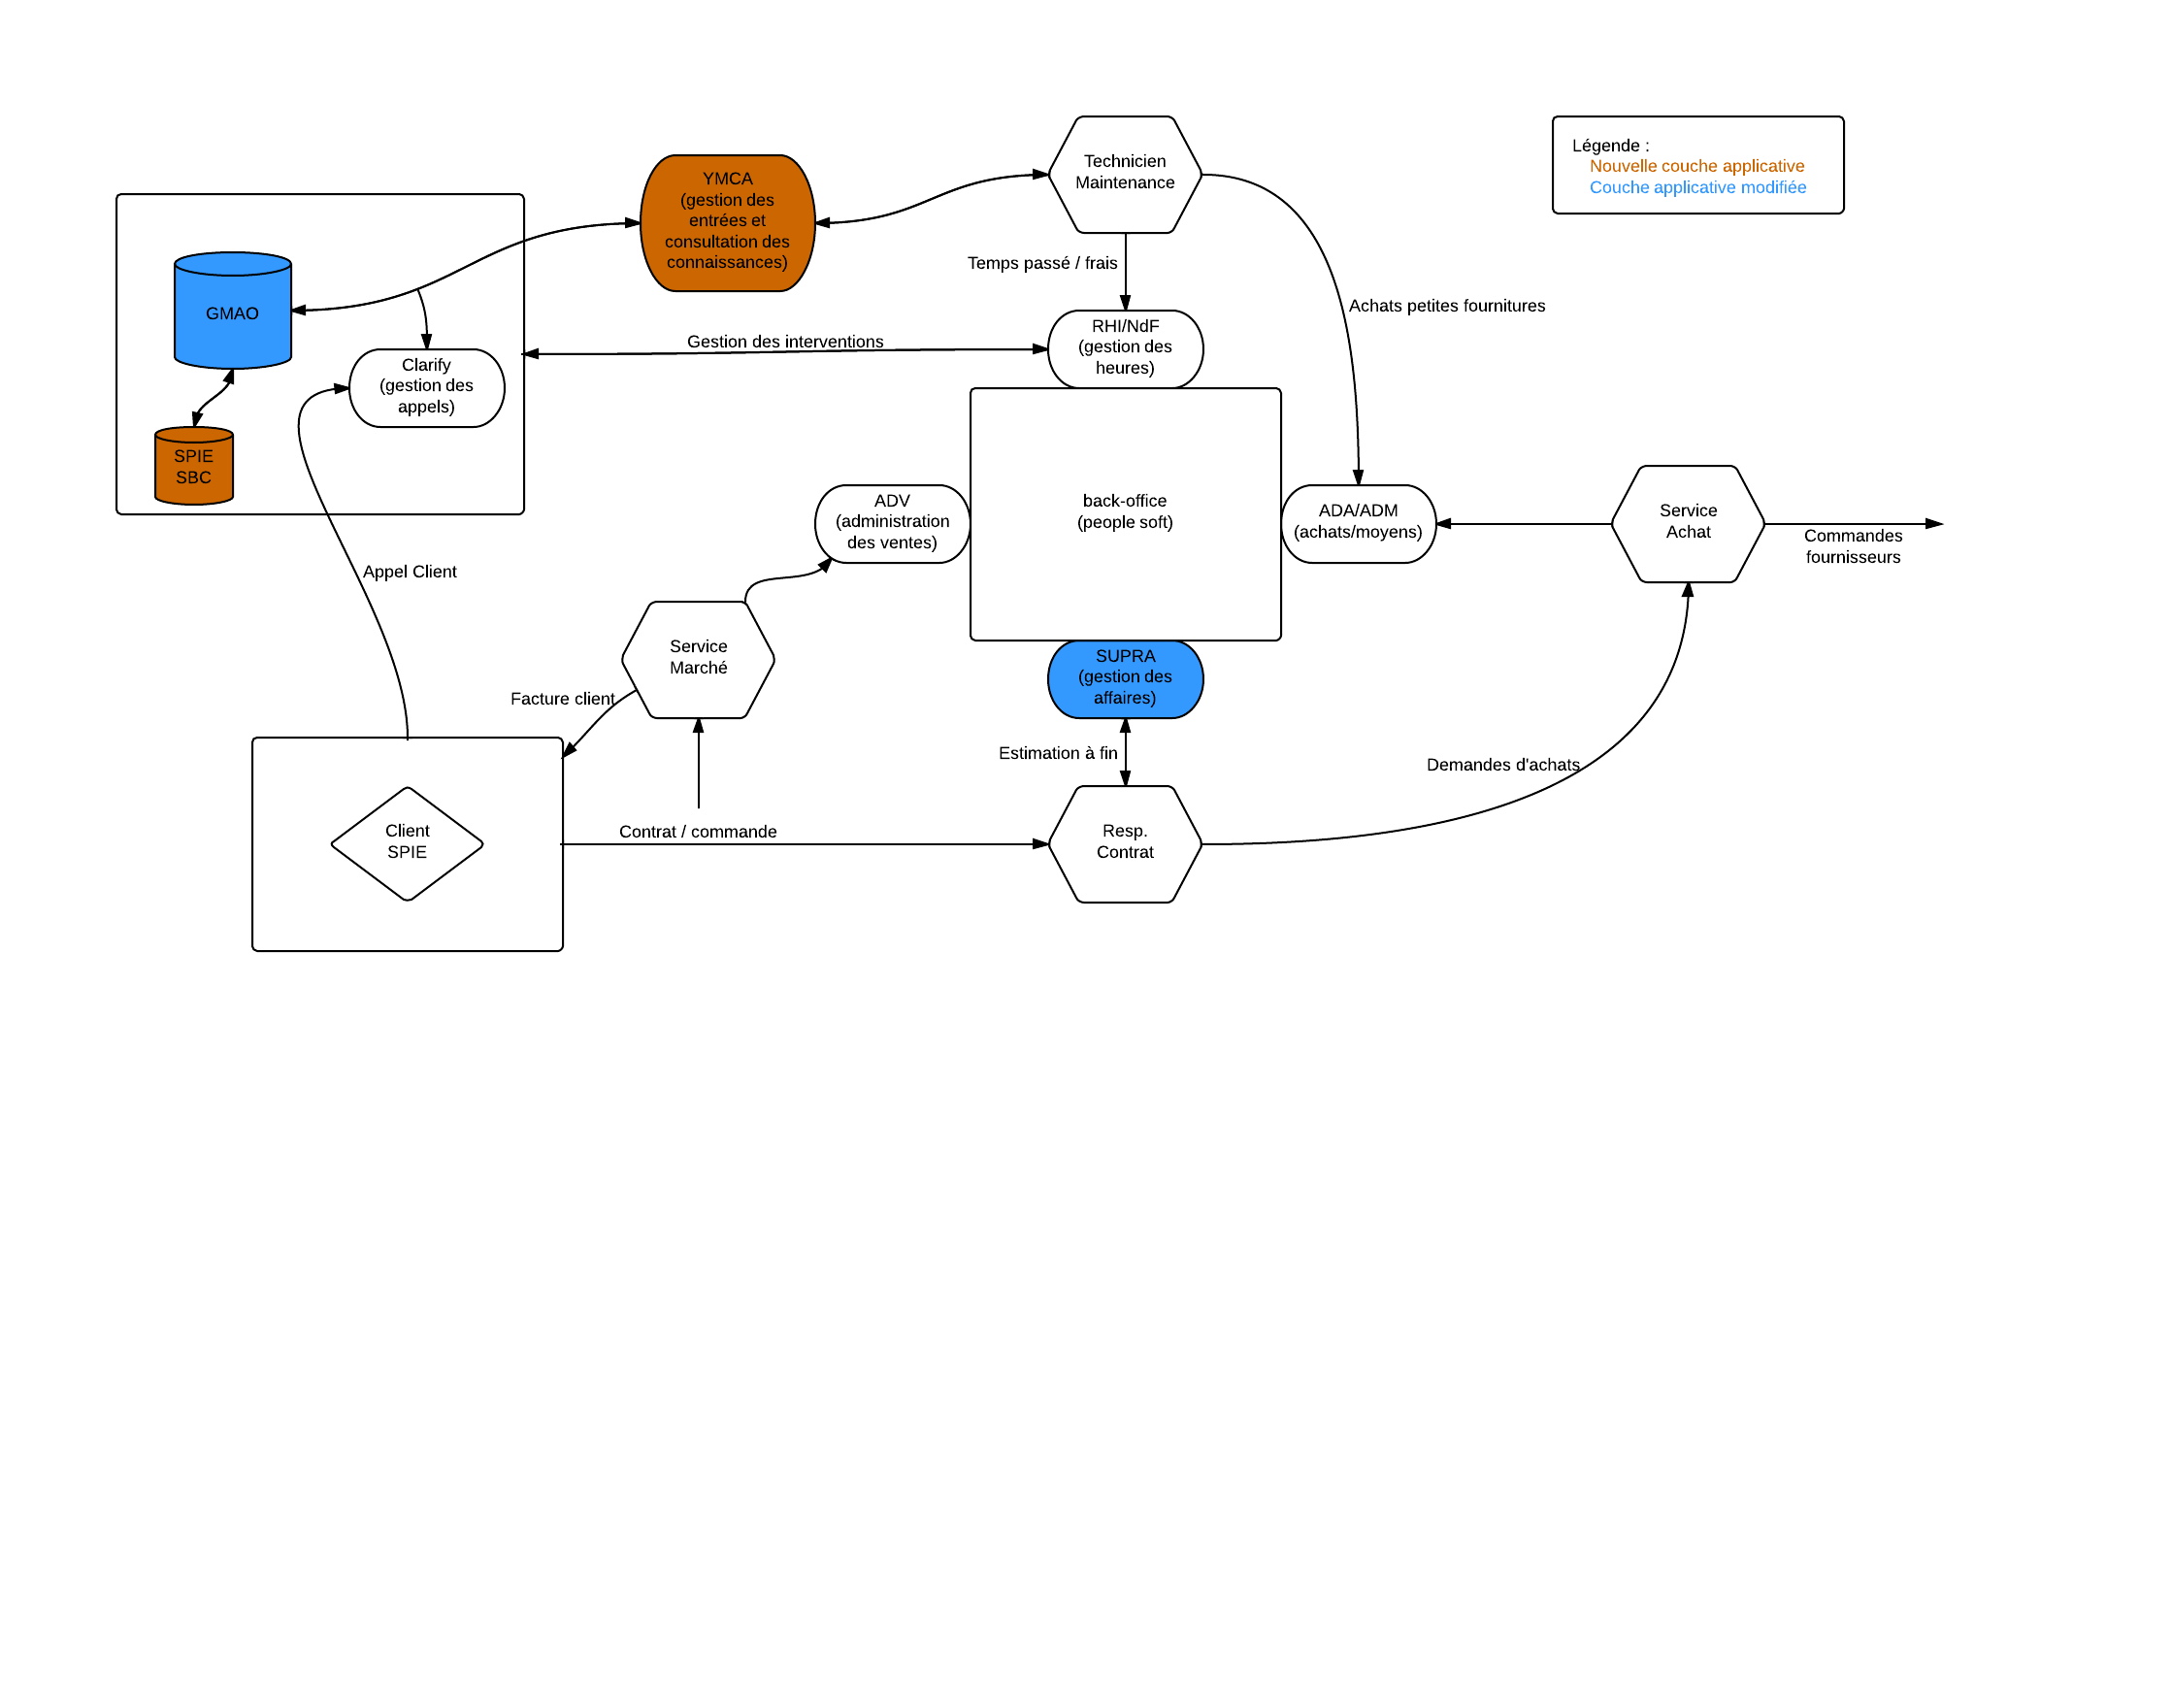 Technicien
Maintenance
Légende :
Nouvelle couche applicative
Couche applicative modifiée
YMCA
(gestion des
entrées et
consultation des
connaissances)
Temps passé / frais
GMAO
Achats petites fournitures
RHI/NdF
(gestion des
heures)
Gestion des interventions
Clarify
(gestion des
appels)
SPIE
SBC
ADV
(administration
des ventes)
back-office
(people soft)
ADA/ADM
(achats/moyens)
Service
Achat
Commandes
fournisseurs
Appel Client
Service
Marché
SUPRA
(gestion des
affaires)
Facture client
Estimation à fin
Demandes d'achats
Client
SPIE
Contrat / commande
Resp.
Contrat